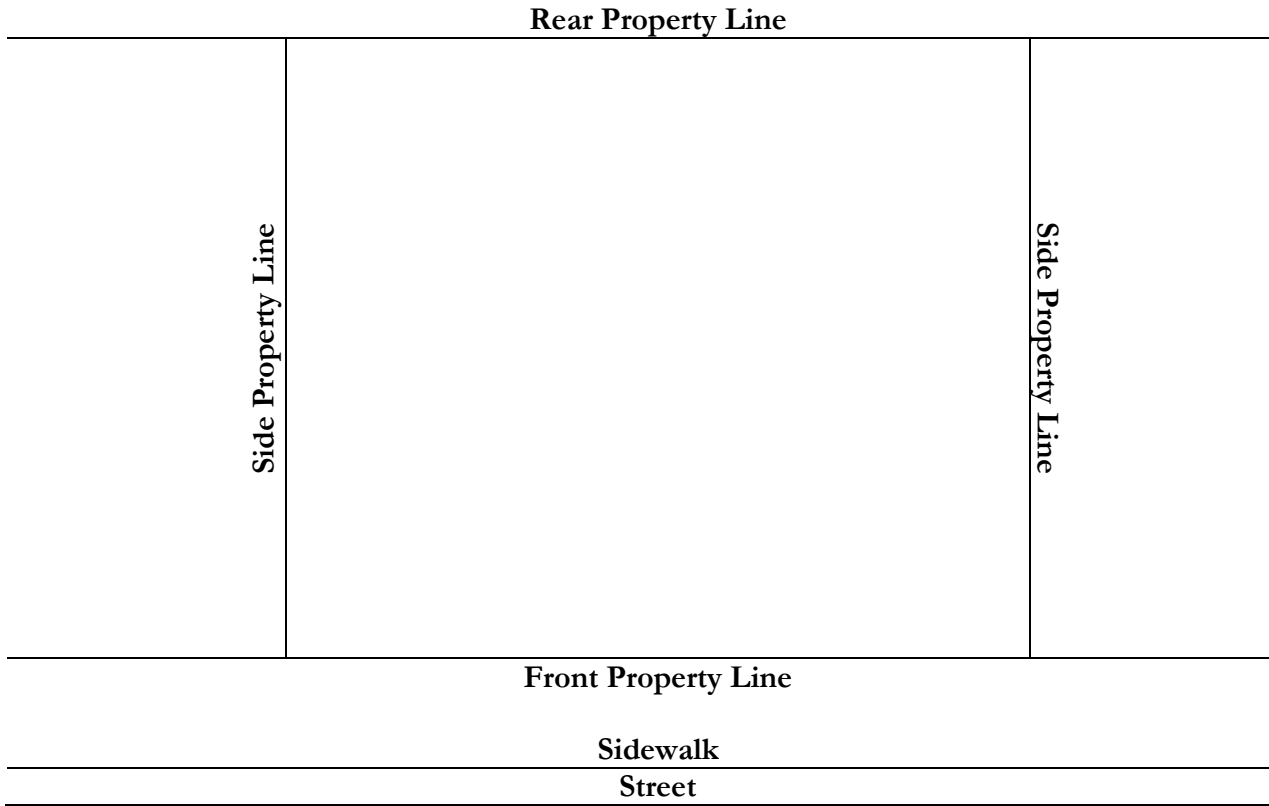 Rear Property Line
Side Property Line
Side Property Line
Front Property Line
Sidewalk
Street